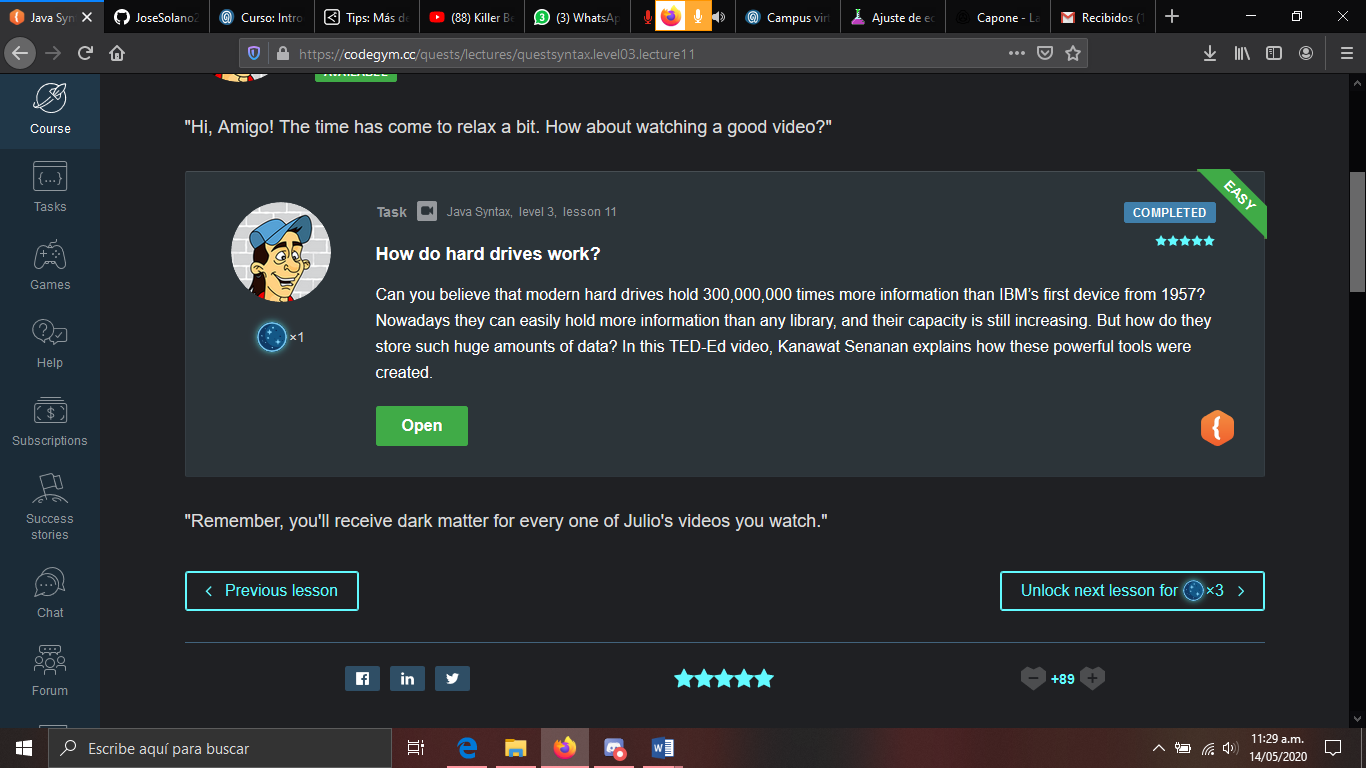 Java Syn
JoseSolano2
Curso: Intro
Tips: Más de
(88) Killer Be
(3) WhatsAp
Campus virt
Ajuste de ec
Capone - La
Recibidos (1
https://codegym.cc/quests/lectures/questsyntax.level03.lecture11
AVAILABLE
Course
Tasks
Games
Help
Subscriptions
Success
stories
Chat
Forum
"Hi, Amigo! The time has come to relax a bit. How about watching a good video?"
Task Java Syntax, level 3, lesson 11
COMPLETED
EASY
How do hard drives work?
Can you believe that modern hard drives hold 300,000,000 times more information than IBM’s first device from 1957?
Nowadays they can easily hold more information than any library, and their capacity is still increasing. But how do they
store such huge amounts of data? In this TED-Ed video, Kanawat Senanan explains how these powerful tools were
created.
×1
Open
"Remember, you'll receive dark matter for every one of Julio's videos you watch."
Previous lesson
Unlock next lesson for ×3
+89
Escribe aquí para buscar
11:29 a.m.
14/05/2020